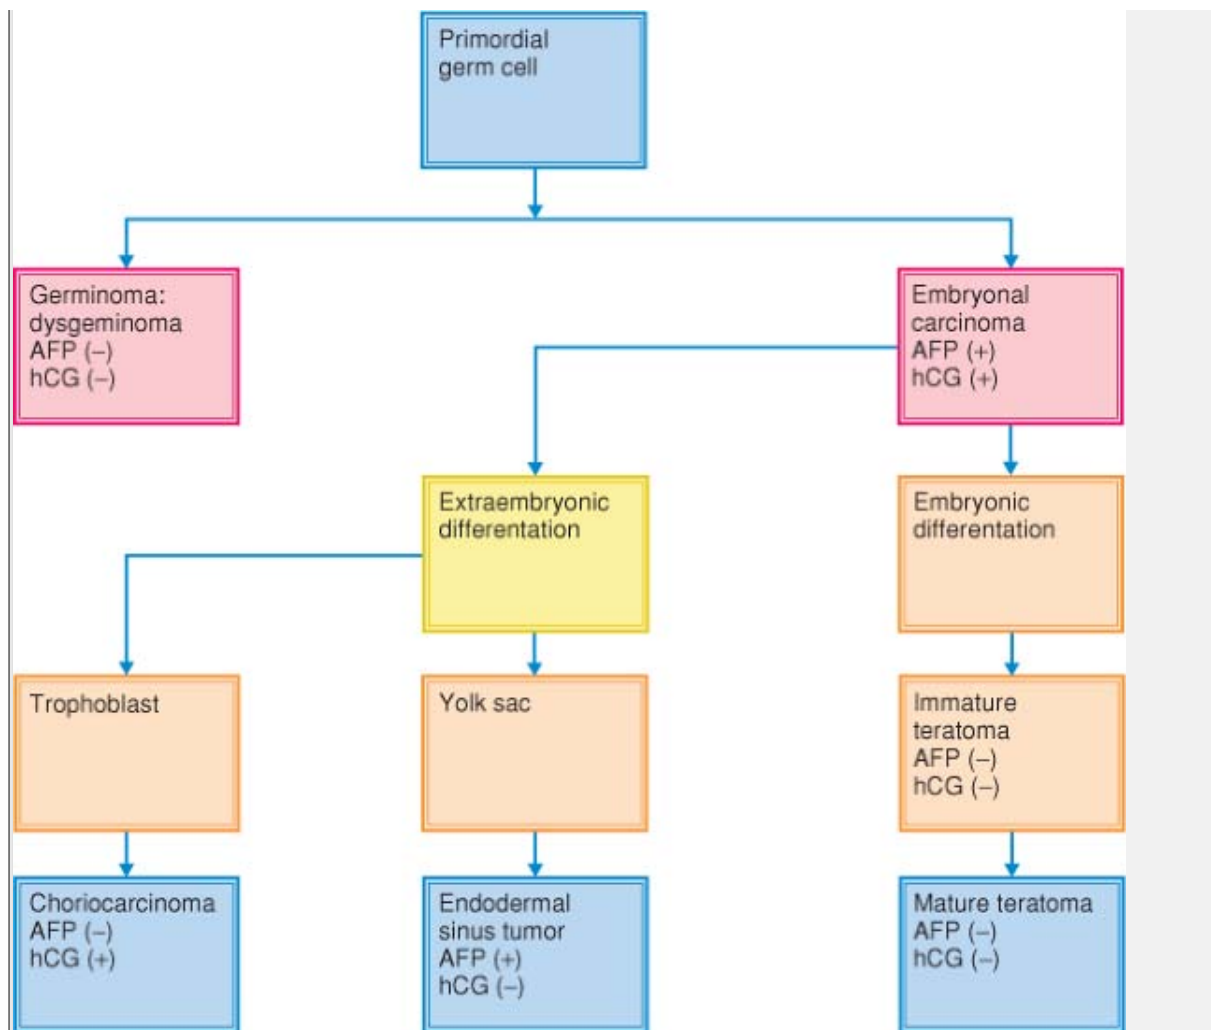 Primordial
germ cell
Germinoma:
dysgeminoma
AFP (–)
hCG (–)
Embryonal
carcinoma
AFP (+)
hCG (+)
Extraembryonic
differentation
Embryonic
differentation
Trophoblast
Yolk sac
Immature
teratoma
AFP (–)
hCG (–)
Choriocarcinoma
AFP (–)
hCG (+)
Endodermal
sinus tumor
AFP (+)
hCG (–)
Mature teratoma
AFP (–)
hCG (–)